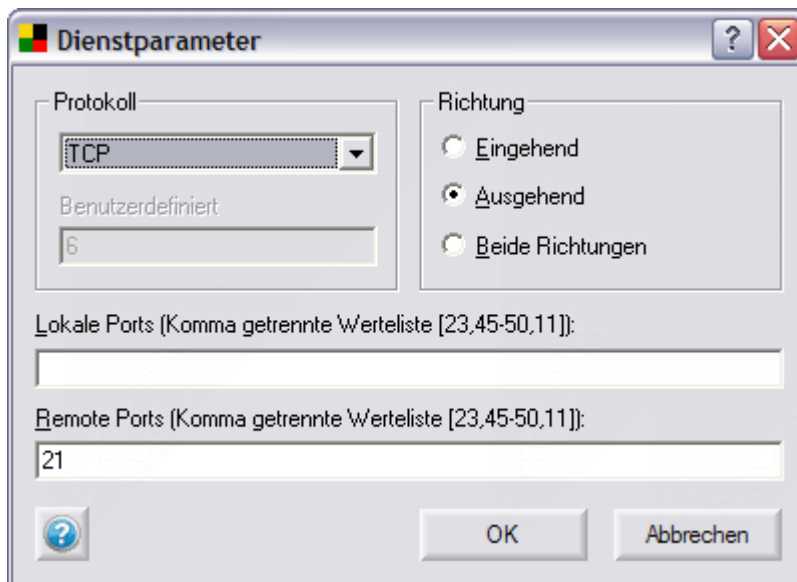 Dienstparameter
Protokoll
TCP
Benutzerdefiniert
6
Richtung
Eingehend
Ausgehend
Beide Richtungen
Lokale Ports (Komma getrennte Werteliste [23,45-50,11]):
Remote Ports (Komma getrennte Werteliste [23,45-50,11]):
21
OK
Abbrechen